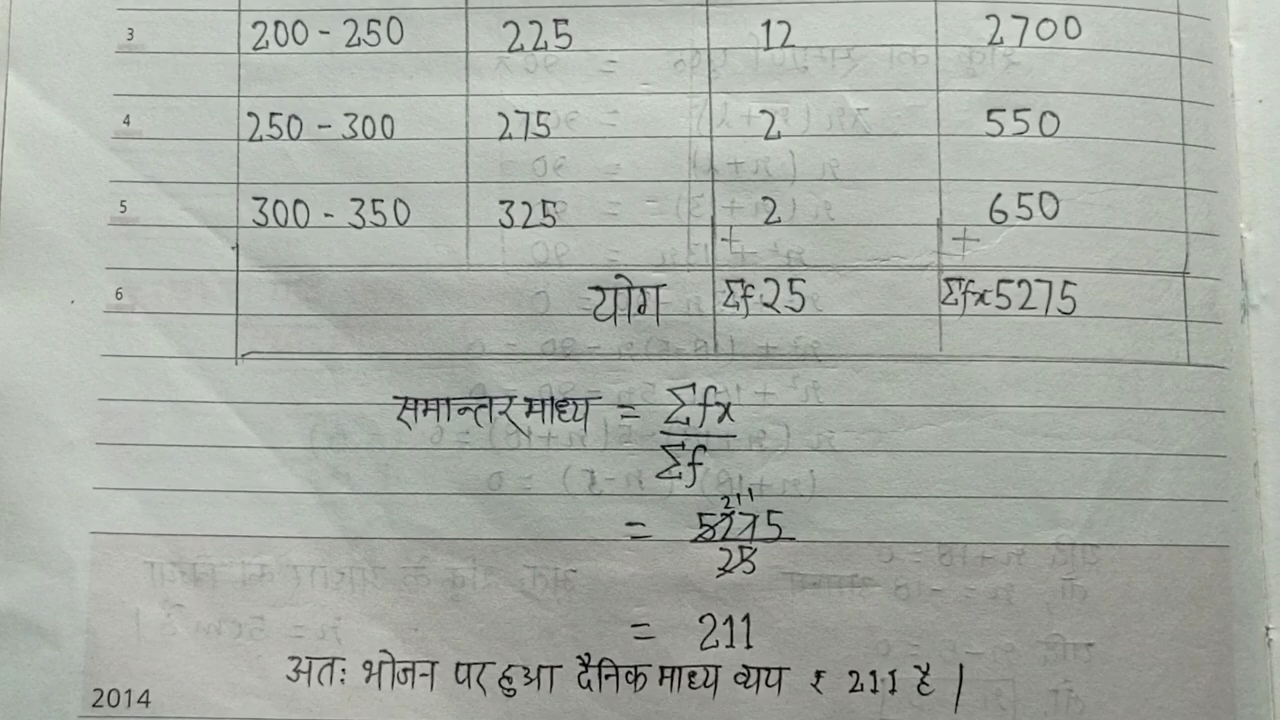 3 200 - 250 225 12 2700
4 250 - 300 275 2 550
5 300 - 350 325 2 650
+ +
6 योग Σf 25 Σfx 5275
समान्तर माध्य = Σfx
Σf
211
= 5275
25
= 211
अतः भोजन पर हुआ दैनिक माध्य व्यय ₹ 211 है |
2014